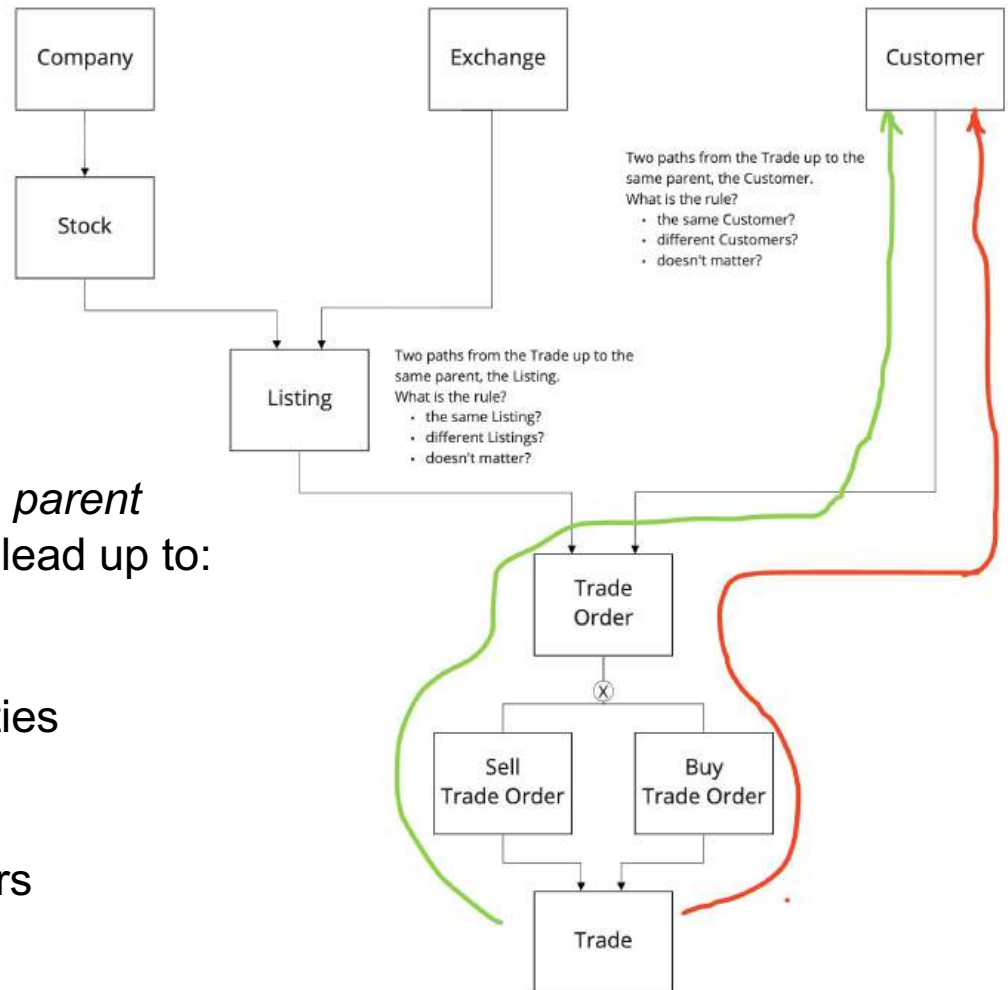 Company
Exchange
Customer
Two paths from the Trade up to the
same parent, the Customer.
What is the rule?
• the same Customer?
• different Customers?
• doesn't matter?
Stock
Listing
Two paths from the Trade up to the
same parent, the Listing.
What is the rule?
• the same Listing?
• different Listings?
• doesn't matter?
parent
lead up to:
Trade
Order
X
ties
Sell
Trade Order
Buy
Trade Order
rs
Trade